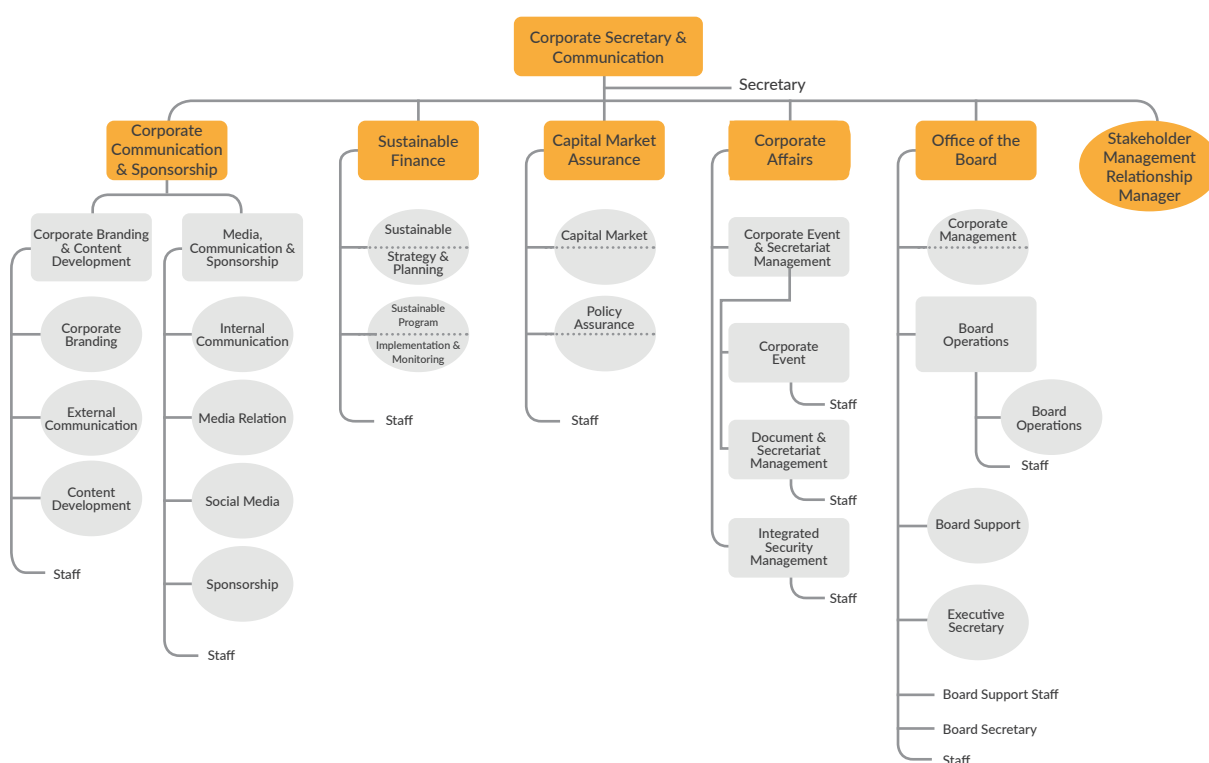 Corporate Secretary &
Communication
Secretary
Corporate
Communication
& Sponsorship
Sustainable
Finance
Capital Market
Assurance
Corporate
Affairs
Office of the
Board
Stakeholder
Management
Relationship
Manager
Corporate Branding
& Content
Development
Corporate
Branding
External
Communication
Content
Development
Staff
Media,
Communication &
Sponsorship
Internal
Communication
Media Relation
Social Media
Sponsorship
Staff
Sustainable
Strategy &
Planning
Sustainable
Program
Implementation &
Monitoring
Staff
Capital Market
Policy
Assurance
Staff
Corporate Event
& Secretariat
Management
Corporate
Event
Staff
Document &
Secretariat
Management
Staff
Integrated
Security
Management
Staff
Corporate
Management
Board
Operations
Board
Operations
Staff
Board Support
Executive
Secretary
Board Support Staff
Board Secretary
Staff